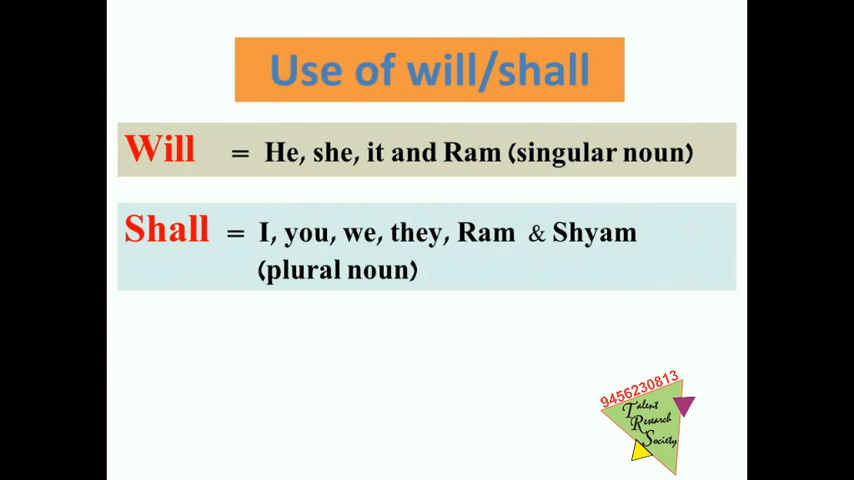 Use of will/shall
Will = He, she, it and Ram (singular noun)
Shall = I, you, we, they, Ram & Shyam
(plural noun)
9456230813
Talent
Research
Society